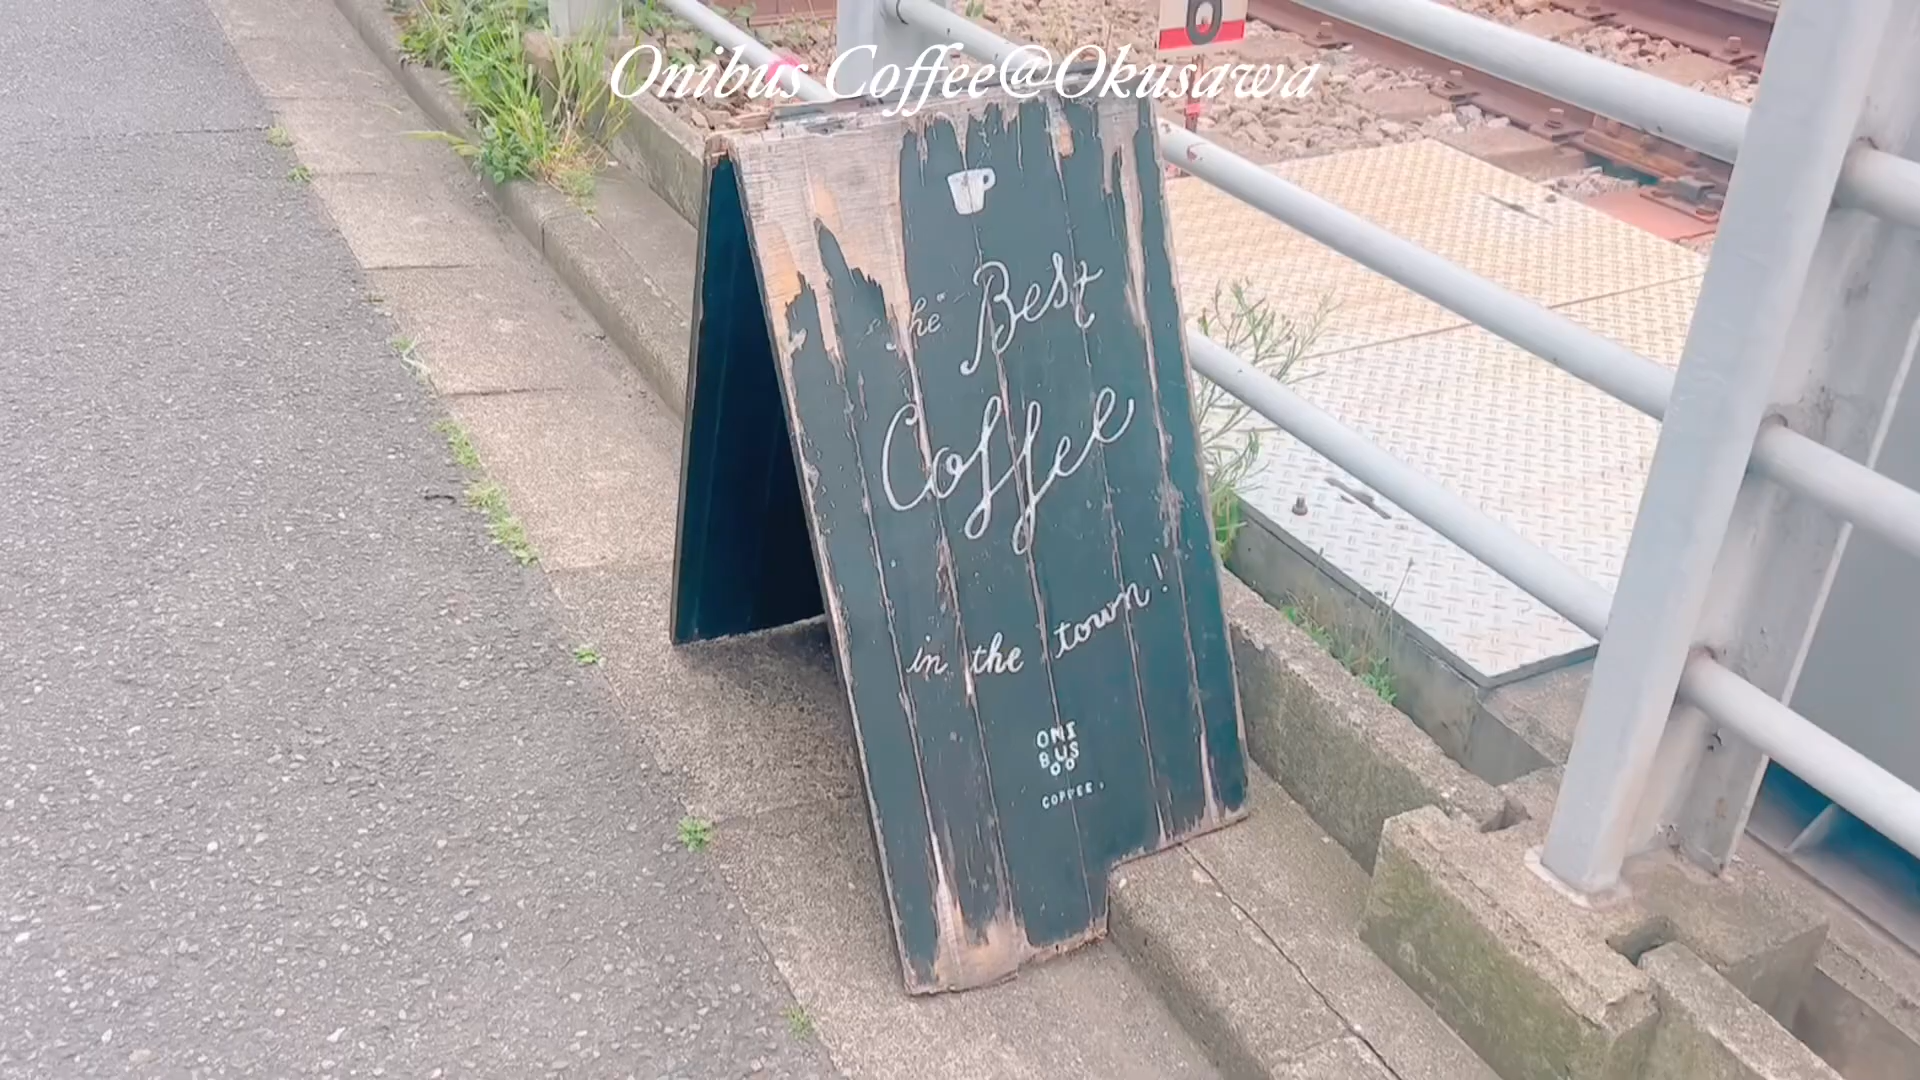 Onibus Coffee@Okusawa
the Best
Coffee
in the town!
ONI
BUS
COFFEE.